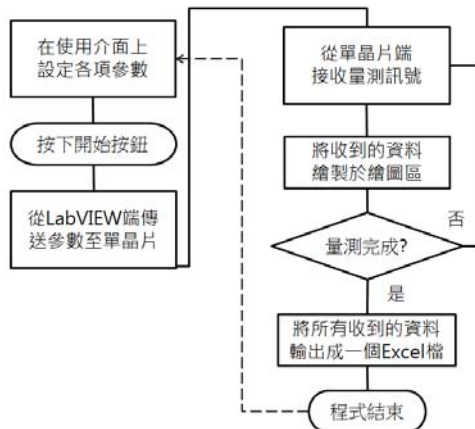 在使用介面上
設定各項參數
按下開始按鈕
從LabVIEW端傳
送參數至單晶片
從單晶片端
接收量測訊號
將收到的資料
繪製於繪圖區
量測完成?
否
是
將所有收到的資料
輸出成一個Excel檔
程式結束